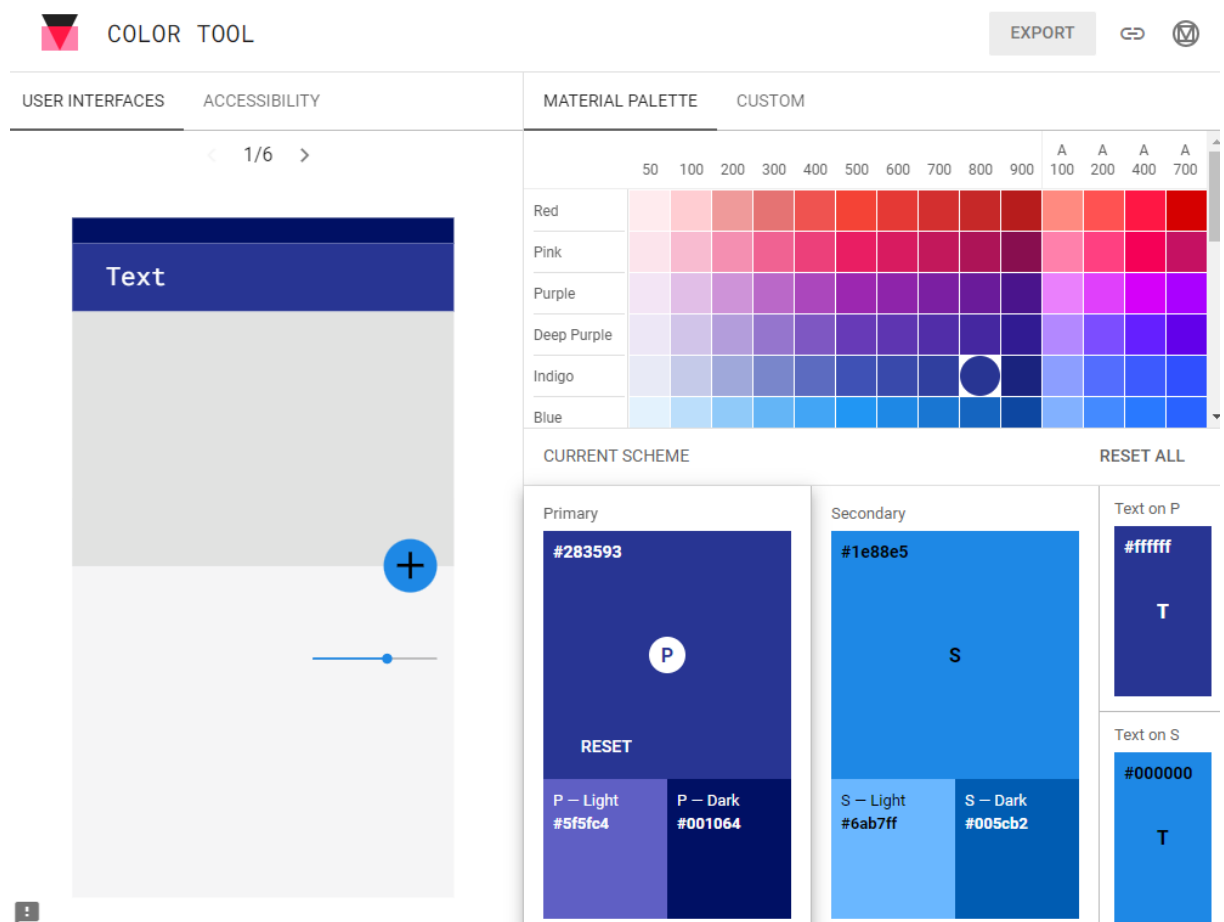 COLOR TOOL
EXPORT
USER INTERFACES ACCESSIBILITY
1/6
Text
MATERIAL PALETTE CUSTOM
50 100 200 300 400 500 600 700 800 900 A 100 A 200 A 400 A 700
Red
Pink
Purple
Deep Purple
Indigo
Blue
CURRENT SCHEME RESET ALL
Primary
#283593
P
RESET
P — Light
#5f5fc4
P — Dark
#001064
Secondary
#1e88e5
S
S — Light
#6ab7ff
S — Dark
#005cb2
Text on P
#ffffff
T
Text on S
#000000
T